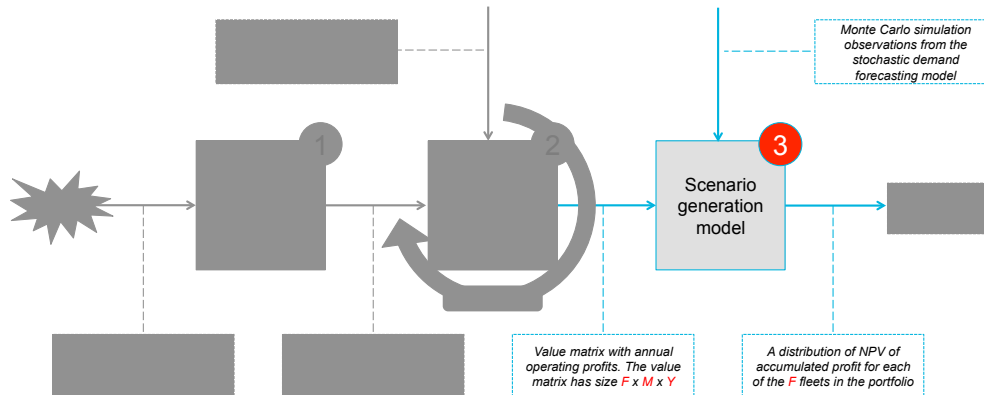 Monte Carlo simulation
observations from the
stochastic demand
forecasting model
1
2
3
Scenario
generation
model
Value matrix with annual
operating profits. The value
matrix has size F x M x Y
A distribution of NPV of
accumulated profit for each
of the F fleets in the portfolio